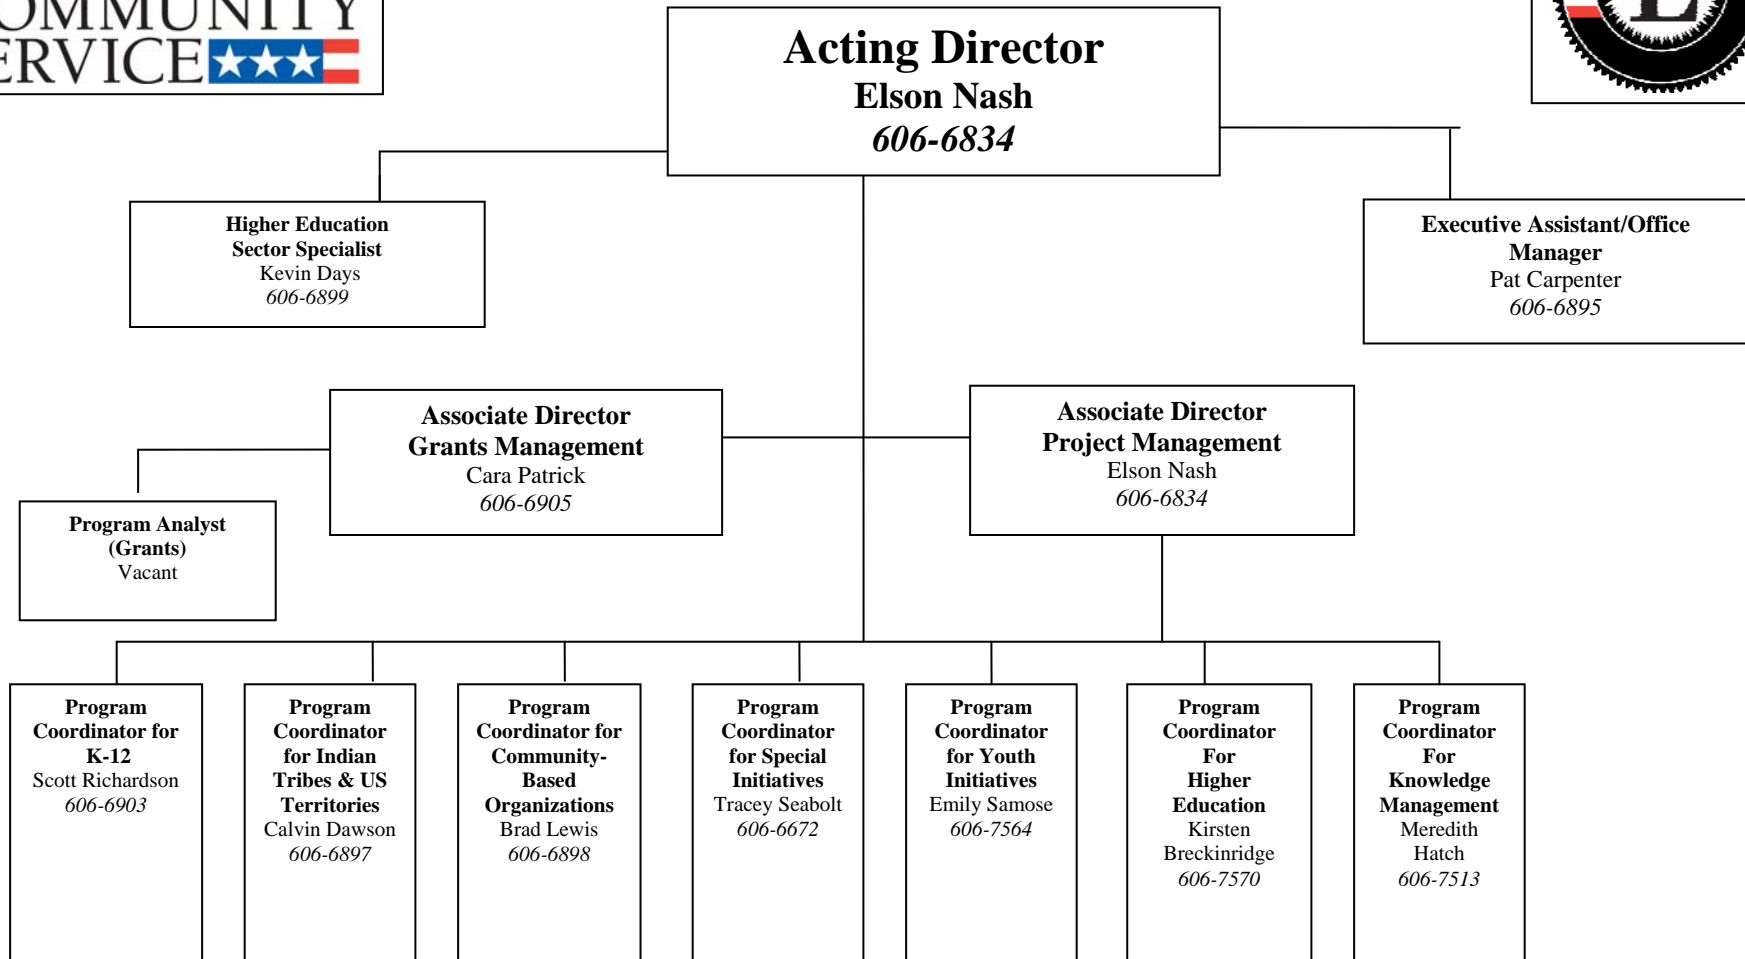 SERVICE
Acting Director
Elson Nash
606-6834
Higher Education
Sector Specialist
Kevin Days
606-6899
Executive Assistant/Office
Manager
Pat Carpenter
606-6895
Associate Director
Grants Management
Cara Patrick
606-6905
Associate Director
Project Management
Elson Nash
606-6834
Program Analyst
(Grants)
Vacant
Program
Coordinator for
K-12
Scott Richardson
606-6903
Program
Coordinator
for Indian
Tribes & US
Territories
Calvin Dawson
606-6897
Program
Coordinator for
Community-
Based
Organizations
Brad Lewis
606-6898
Program
Coordinator
for Special
Initiatives
Tracey Seabolt
606-6672
Program
Coordinator
for Youth
Initiatives
Emily Samose
606-7564
Program
Coordinator
For
Higher
Education
Kirsten
Breckinridge
606-7570
Program
Coordinator
For
Knowledge
Management
Meredith
Hatch
606-7513